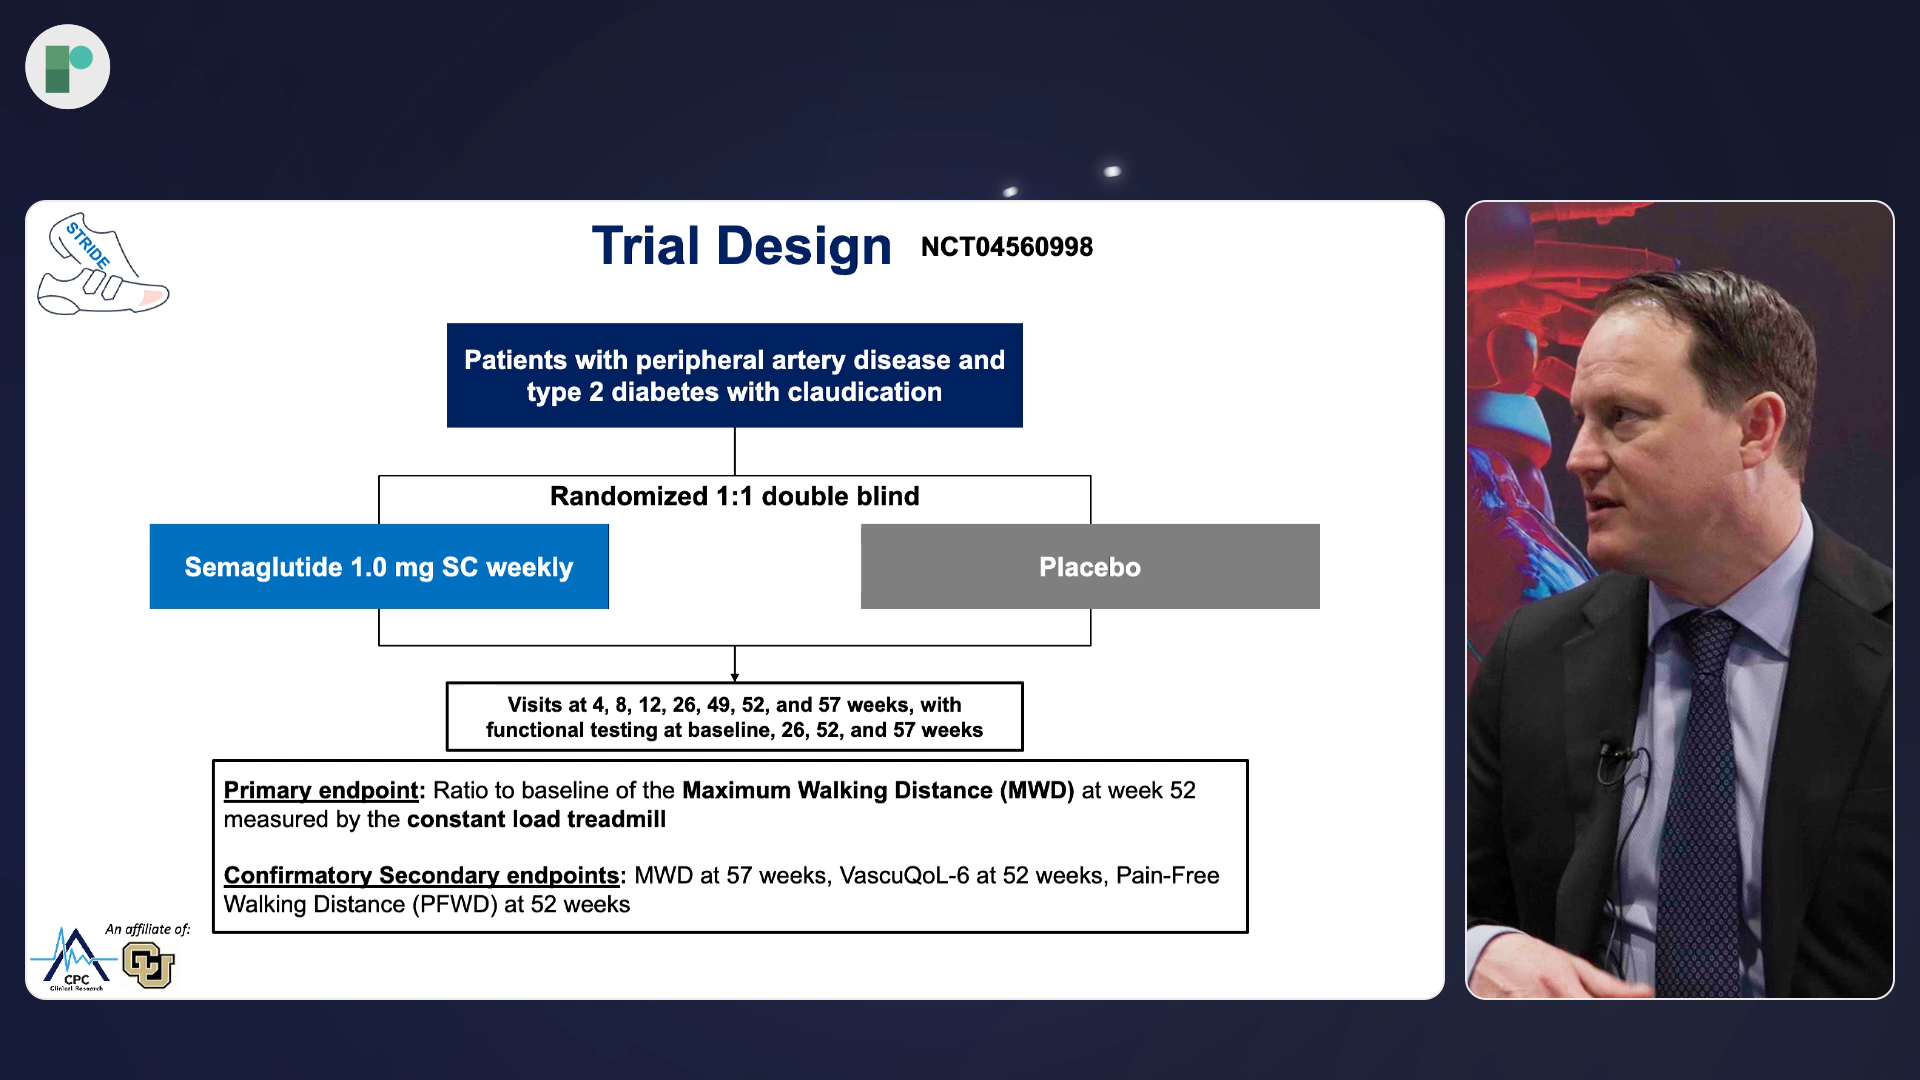 STRIDE
Trial Design NCT04560998
Patients with peripheral artery disease and
type 2 diabetes with claudication
Randomized 1:1 double blind
Semaglutide 1.0 mg SC weekly
Placebo
Visits at 4, 8, 12, 26, 49, 52, and 57 weeks, with
functional testing at baseline, 26, 52, and 57 weeks
Primary endpoint: Ratio to baseline of the Maximum Walking Distance (MWD) at week 52
measured by the constant load treadmill
Confirmatory Secondary endpoints: MWD at 57 weeks, VascuQoL-6 at 52 weeks, Pain-Free
Walking Distance (PFWD) at 52 weeks
An affiliate of:
CPC
Clinical Research
CU